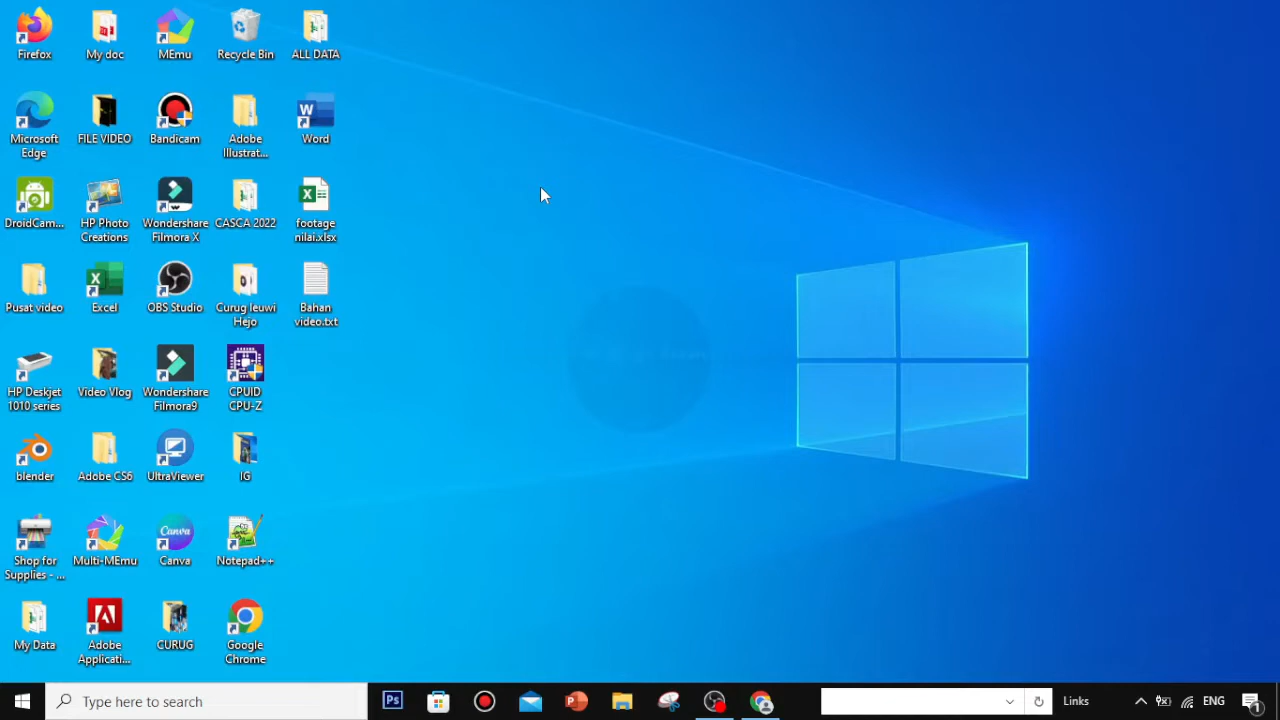 Firefox
My doc
MEmu
Recycle Bin
ALL DATA
Microsoft
Edge
FILE VIDEO
Bandicam
Adobe
Illustrat...
Word
DroidCam...
HP Photo
Creations
Wondershare
Filmora X
CASCA 2022
footage
nilai.xlsx
Pusat video
Excel
OBS Studio
Curug leuwi
Hejo
Bahan
video.txt
HP Deskjet
1010 series
Video Vlog
Wondershare
Filmora9
CPUID
CPU-Z
blender
Adobe CS6
UltraViewer
IG
Shop for
Supplies - ...
Multi-MEmu
Canva
Canva
Notepad++
My Data
Adobe
Applicati...
CURUG
Google
Chrome
Type here to search
Ps
Links
ENG
1